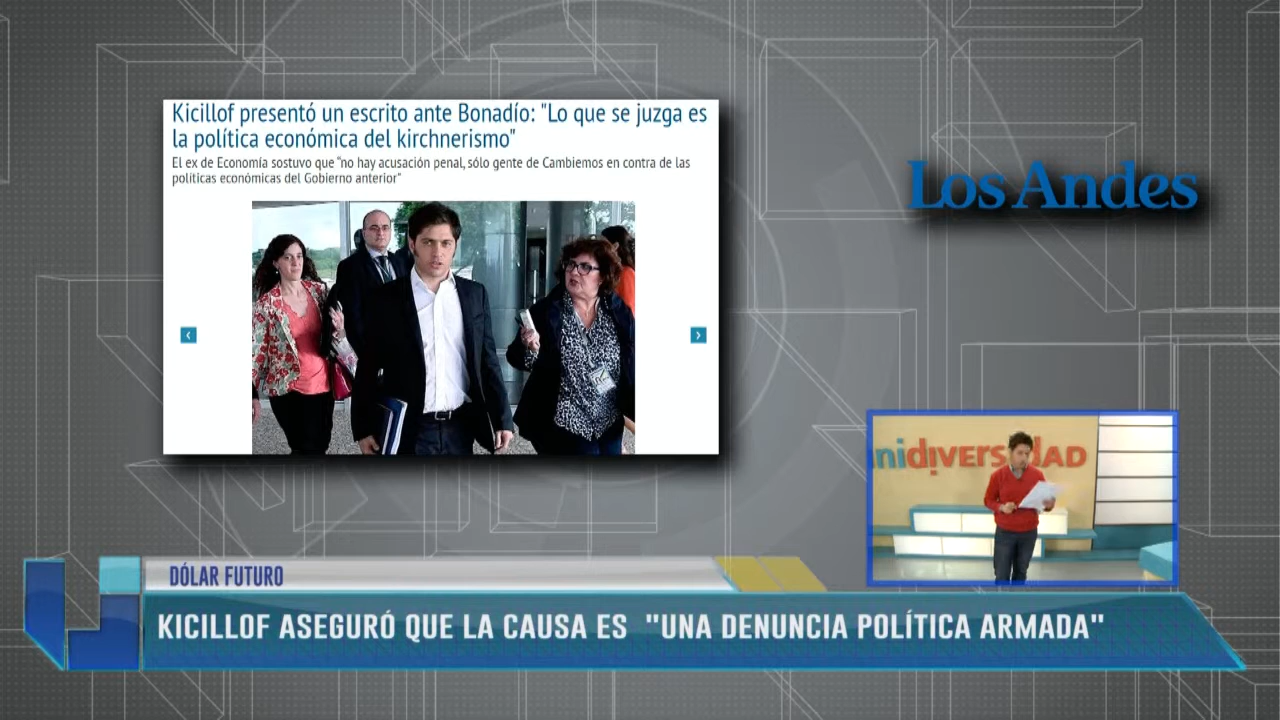 Kicillof presentó un escrito ante Bonadío: "Lo que se juzga es
la política económica del kirchnerismo"
El ex de Economía sostuvo que "no hay acusación penal, sólo gente de Cambiemos en contra de las
políticas económicas del Gobierno anterior"
Los Andes
nidiversidad
DÓLAR FUTURO
KICILLOF ASEGURÓ QUE LA CAUSA ES "UNA DENUNCIA POLÍTICA ARMADA"